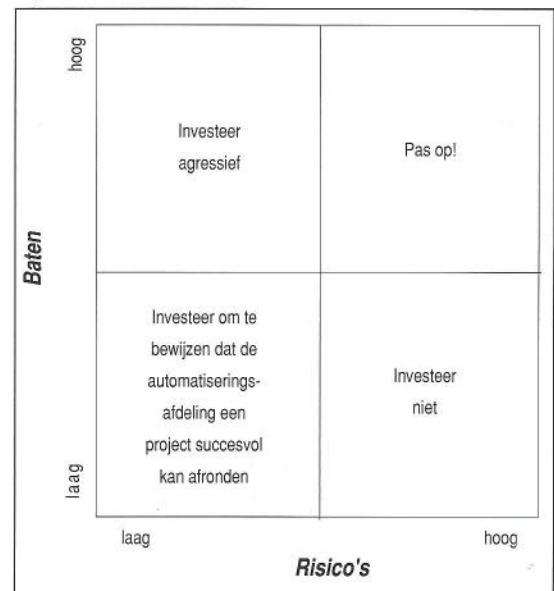 hoog
Investeer
agressief
Pas op!
Baten
Investeer om te
bewijzen dat de
automatiserings-
afdeling een
project succesvol
kan afronden
Investeer
niet
laag
laag
hoog
Risico's